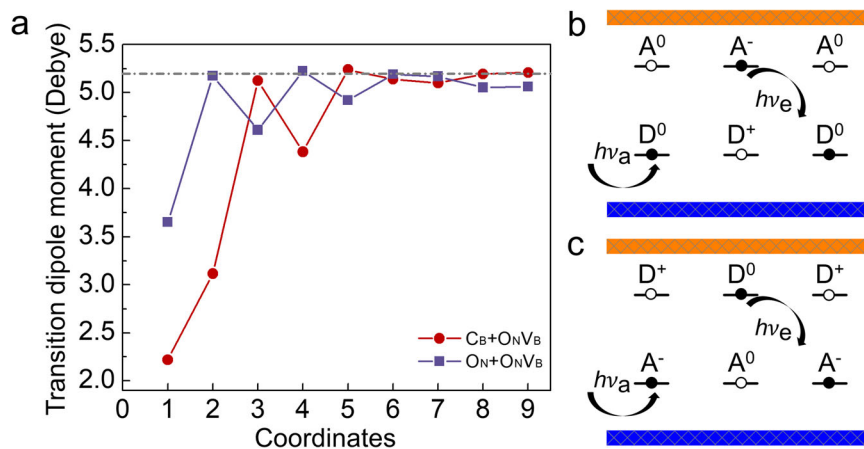 a
Transition dipole moment (Debye)
5.5
5.0
4.5
4.0
3.5
3.0
2.5
2.0
0 1 2 3 4 5 6 7 8 9
Coordinates
CB+ONVB
ON+ONVB
b
A⁰ A⁻ A⁰
hνe
D⁰ D⁺ D⁰
hνa
c
D⁺ D⁰ D⁺
hνe
A⁻ A⁰ A⁻
hνa